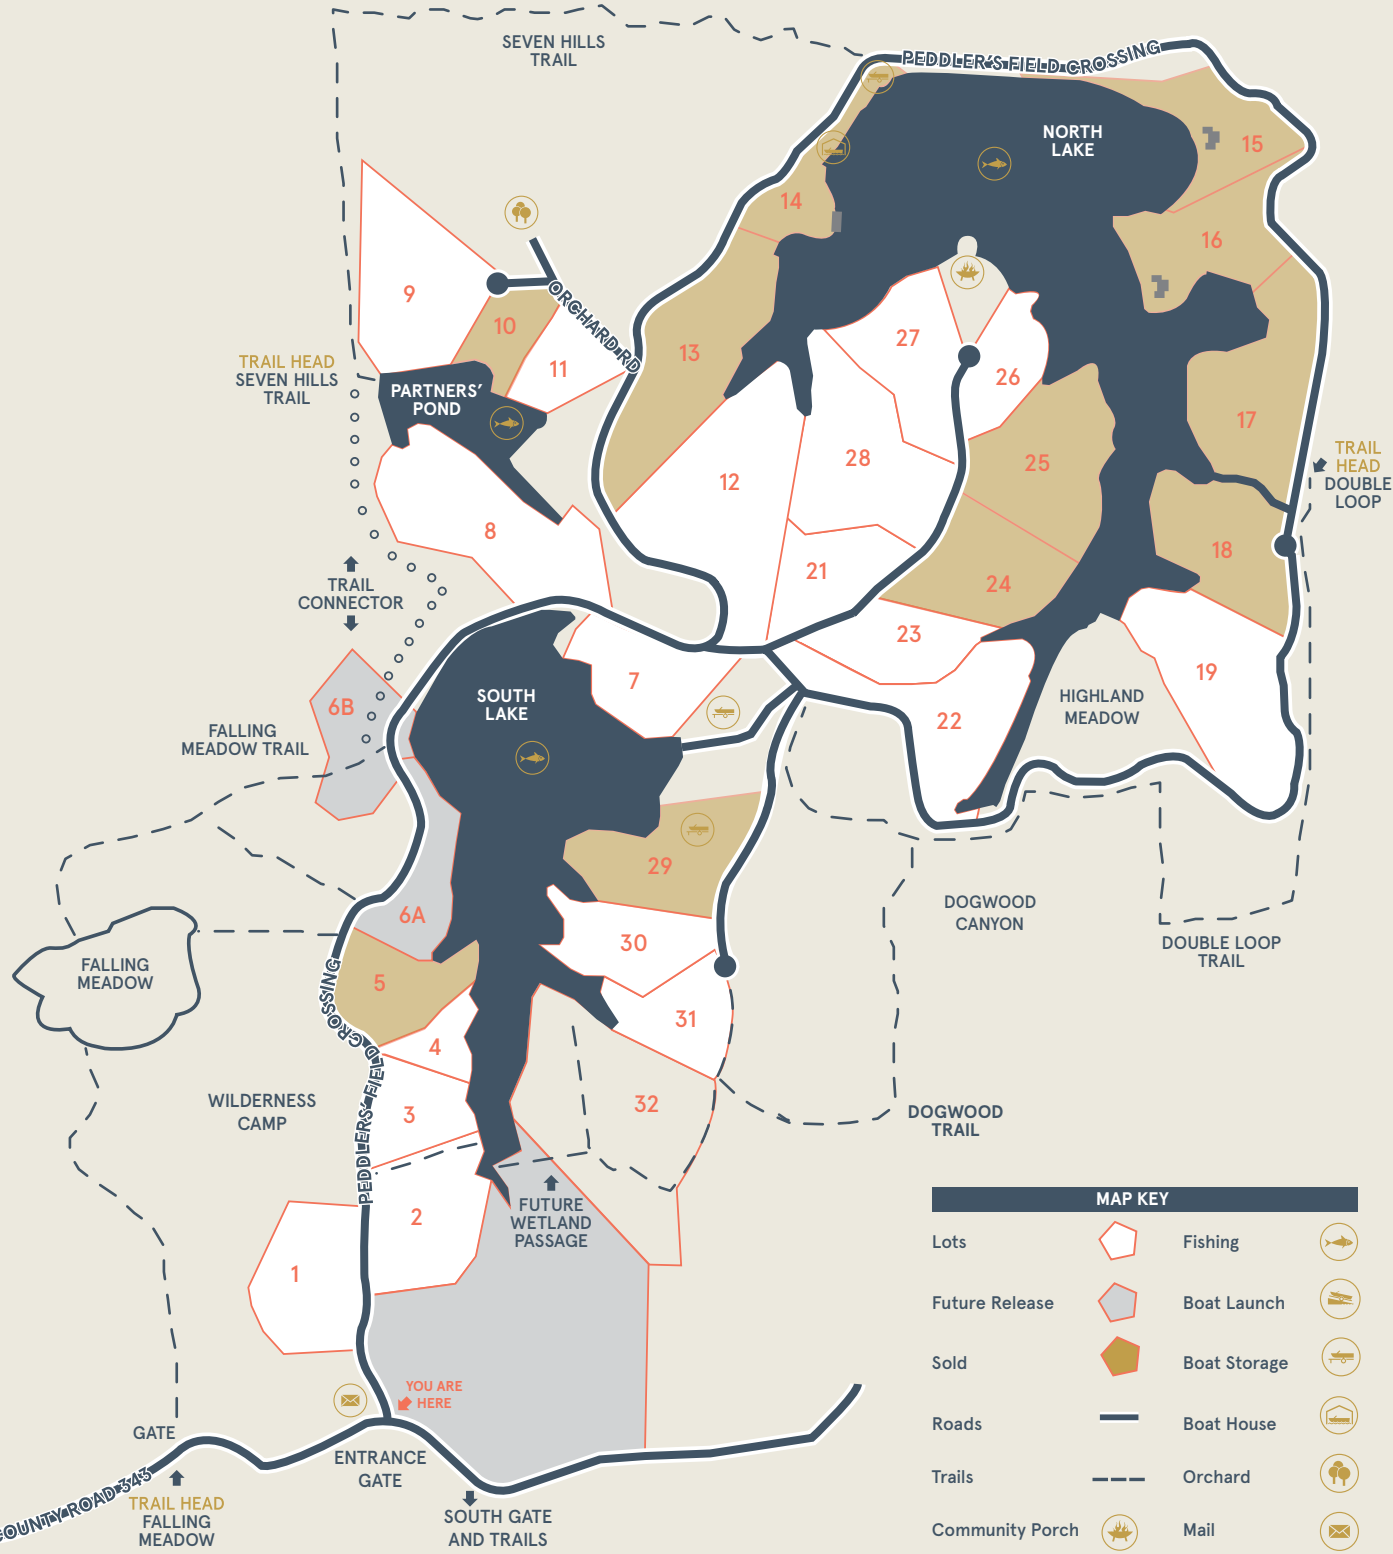 SEVEN HILLS
TRAIL
PEDDLER'S FIELD CROSSING
NORTH
LAKE
15
14
16
9
ORCHARD RD
10
27
13
11
26
TRAIL HEAD
SEVEN HILLS
TRAIL
PARTNERS'
POND
17
28
25
TRAIL
HEAD
DOUBLE
LOOP
12
8
18
21
24
TRAIL
CONNECTOR
23
7
19
6B
SOUTH
LAKE
HIGHLAND
MEADOW
22
FALLING
MEADOW TRAIL
29
6A
DOGWOOD
CANYON
30
DOUBLE LOOP
TRAIL
FALLING
MEADOW
5
31
4
PEDDLERS' FIELD CROSSING
WILDERNESS
CAMP
3
32
DOGWOOD
TRAIL
2
FUTURE
WETLAND
PASSAGE
1
YOU ARE
HERE
GATE
ENTRANCE
GATE
COUNTY ROAD 343
TRAIL HEAD
FALLING
MEADOW
SOUTH GATE
AND TRAILS
MAP KEY
Lots
Fishing
Future Release
Boat Launch
Sold
Boat Storage
Roads
Boat House
Trails
Orchard
Community Porch
Mail